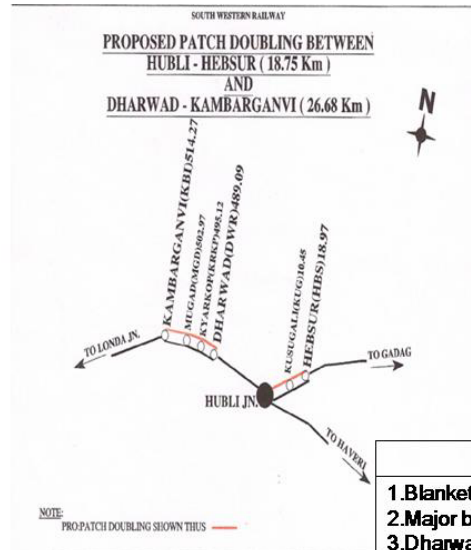 SOUTH WESTERN RAILWAY
PROPOSED PATCH DOUBLING BETWEEN
HUBLI - HEBSUR ( 18.75 Km )
AND
DHARWAD - KAMBARGANVI ( 26.68 Km )
N
KAMBARGANVI(KBI)514.27
MUGAD(MGD)502.97
KYARKOP(KRKP)495.12
DHARWAD(DWR)489.09
KUSUGALI(KUG)10.45
HEBSUR(HBS)18.97
TO LONDA JN.
TO GADAG
HUBLI JN.
TO HAVERI
NOTE:
PRO:PATCH DOUBLING SHOWN THUS
1.Blanket
2.Major b
3.Dharwa